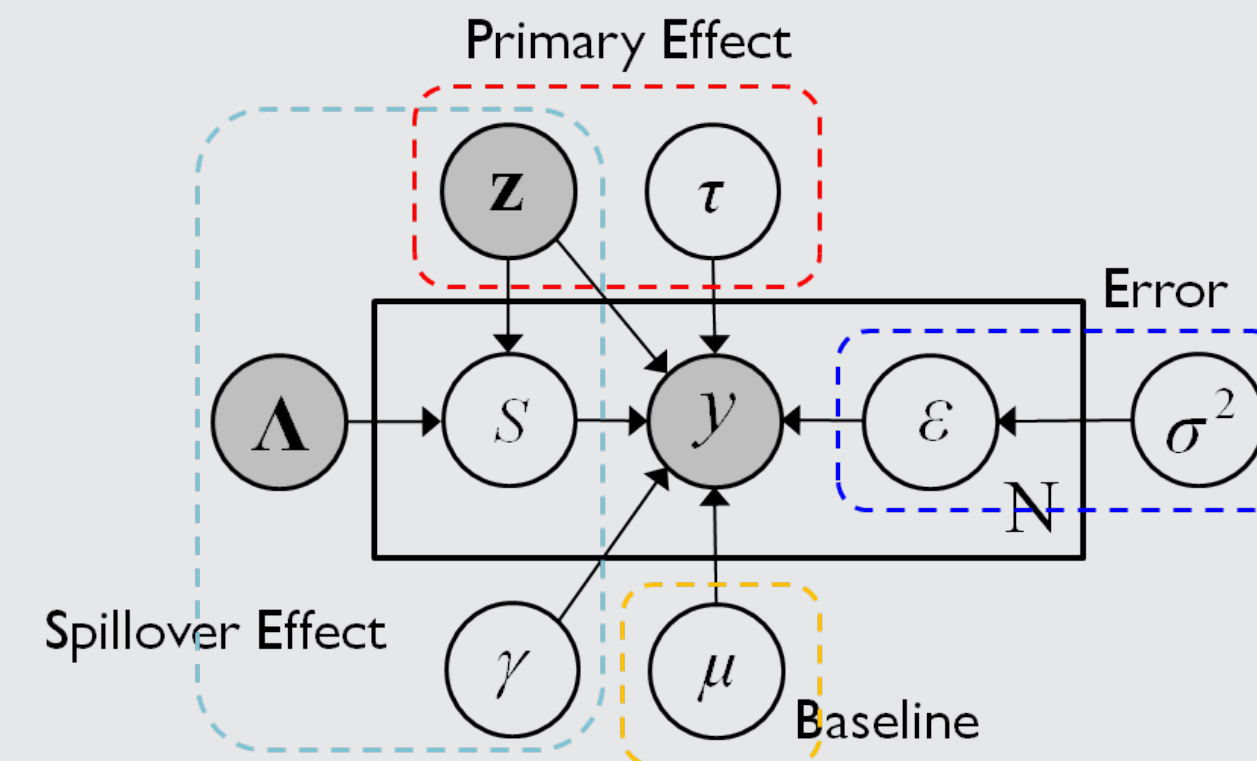 Primary Effect
z
τ
Error
Λ
S
y
ε
σ²
N
Spillover Effect
γ
μ
Baseline